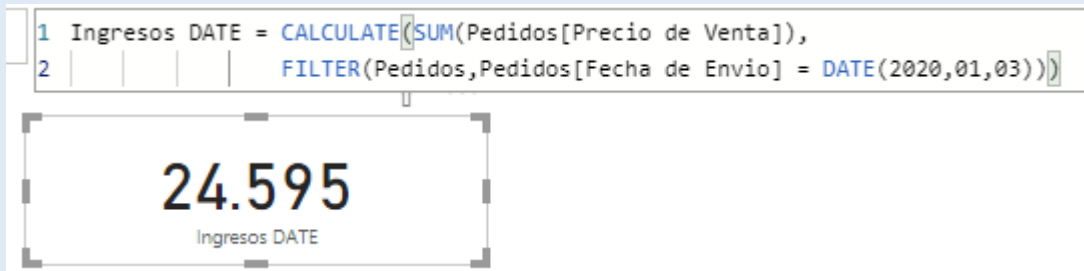 1 Ingresos DATE = CALCULATE(SUM(Pedidos[Precio de Venta]),
2 FILTER(Pedidos,Pedidos[Fecha de Envio] = DATE(2020,01,03)))
24.595
Ingresos DATE